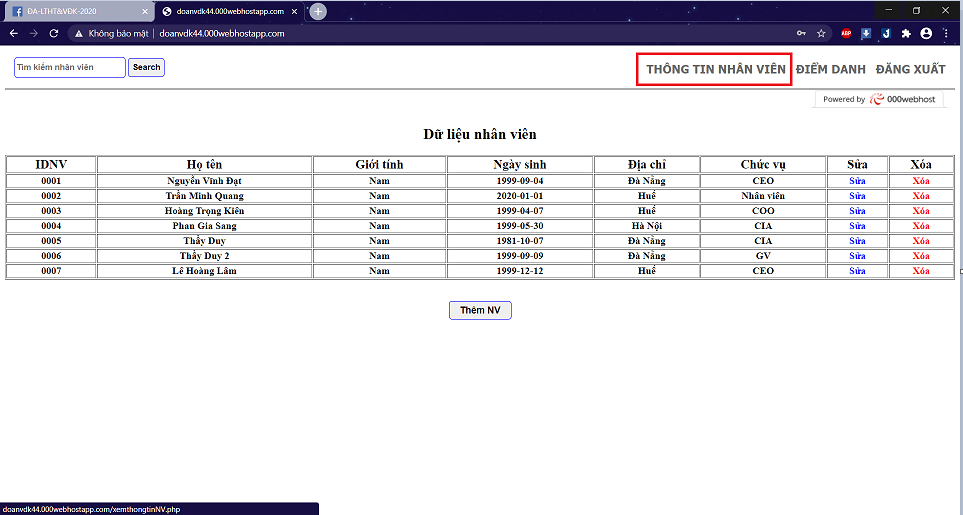 ĐA-LTHT&VDK-2020
doanvdk44.000webhostapp.com
Không bảo mật
doanvdk44.000webhostapp.com
ABP
Tìm kiếm nhân viên
Search
THÔNG TIN NHÂN VIÊN ĐIỂM DANH ĐĂNG XUẤT
Powered by 000webhost
Dữ liệu nhân viên
IDNV Họ tên Giới tính Ngày sinh Địa chỉ Chức vụ Sửa Xóa
0001 Nguyễn Vĩnh Đạt Nam 1999-09-04 Đà Nẵng CEO Sửa Xóa
0002 Trần Minh Quang Nam 2020-01-01 Huế Nhân viên Sửa Xóa
0003 Hoàng Trọng Kiên Nam 1999-04-07 Huế COO Sửa Xóa
0004 Phan Gia Sang Nam 1999-05-30 Hà Nội CIA Sửa Xóa
0005 Thầy Duy Nam 1981-10-07 Đà Nẵng CIA Sửa Xóa
0006 Thầy Duy 2 Nam 1999-09-09 Đà Nẵng GV Sửa Xóa
0007 Lê Hoàng Lâm Nam 1999-12-12 Huế CEO Sửa Xóa
Thêm NV
doanvdk44.000webhostapp.com/xemthongtinNV.php